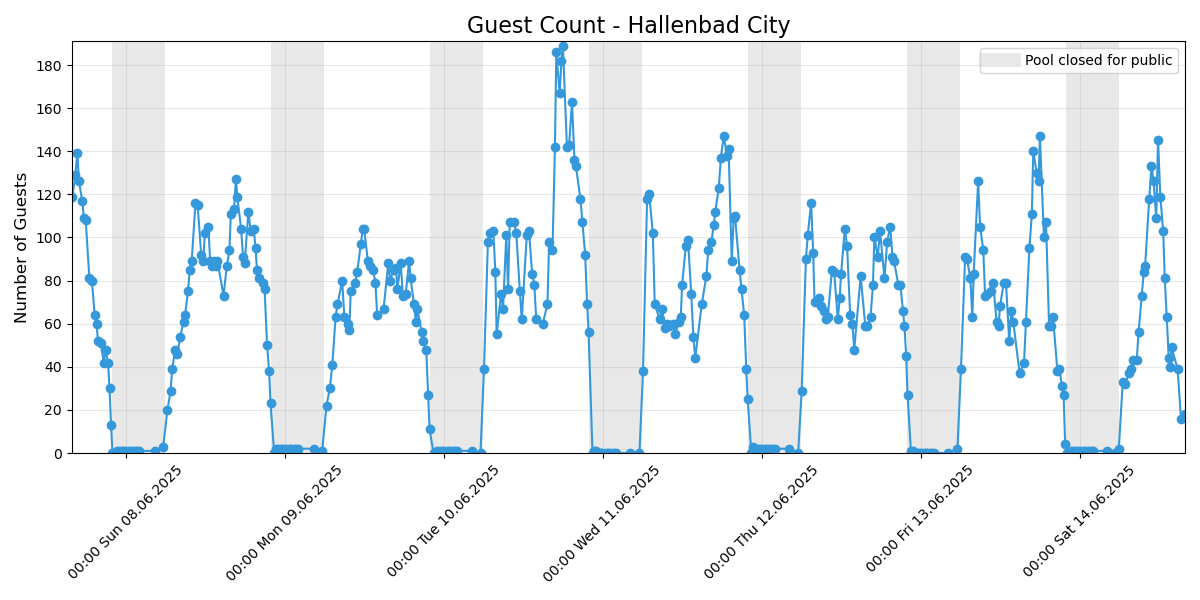 Guest Count - Hallenbad City
Pool closed for public
Number of Guests
180
160
140
120
100
80
60
40
20
0
00:00 Sun 08.06.2025
00:00 Mon 09.06.2025
00:00 Tue 10.06.2025
00:00 Wed 11.06.2025
00:00 Thu 12.06.2025
00:00 Fri 13.06.2025
00:00 Sat 14.06.2025